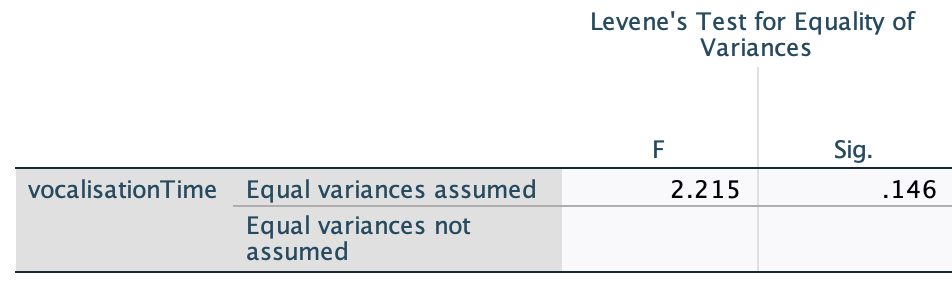 Levene's Test for Equality of
Variances
F Sig.
vocalisationTime Equal variances assumed 2.215 .146
Equal variances not
assumed